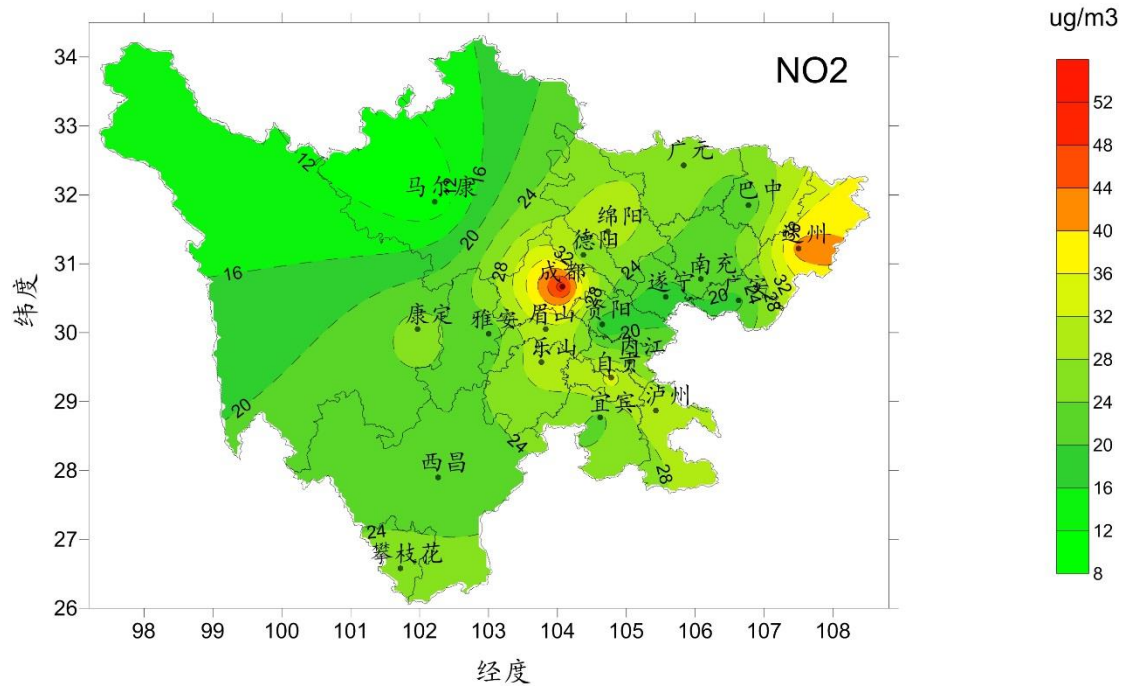 ug/m3
NO2
34
33
32
31
30
29
28
27
26
纬度
98
99
100
101
102
103
104
105
106
107
108
经度
52
48
44
40
36
32
28
24
20
16
12
8
广元
12
马尔康
12
16
巴中
24
绵阳
20
德阳
32
成都
28
24
南充
遂宁
16
28
20
24
28
32
康定
雅安
眉山
资阳
20
乐山
内江
自贡
20
宜宾
泸州
24
西昌
28
24
攀枝花